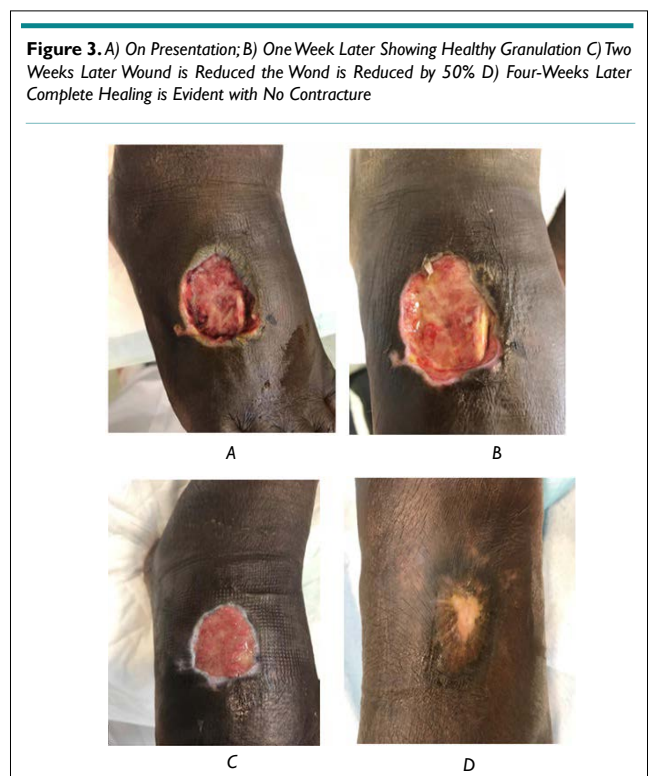 Figure 3. A) On Presentation; B) One Week Later Showing Healthy Granulation C) Two
Weeks Later Wound is Reduced the Wond is Reduced by 50% D) Four-Weeks Later
Complete Healing is Evident with No Contracture
A
B
C
D